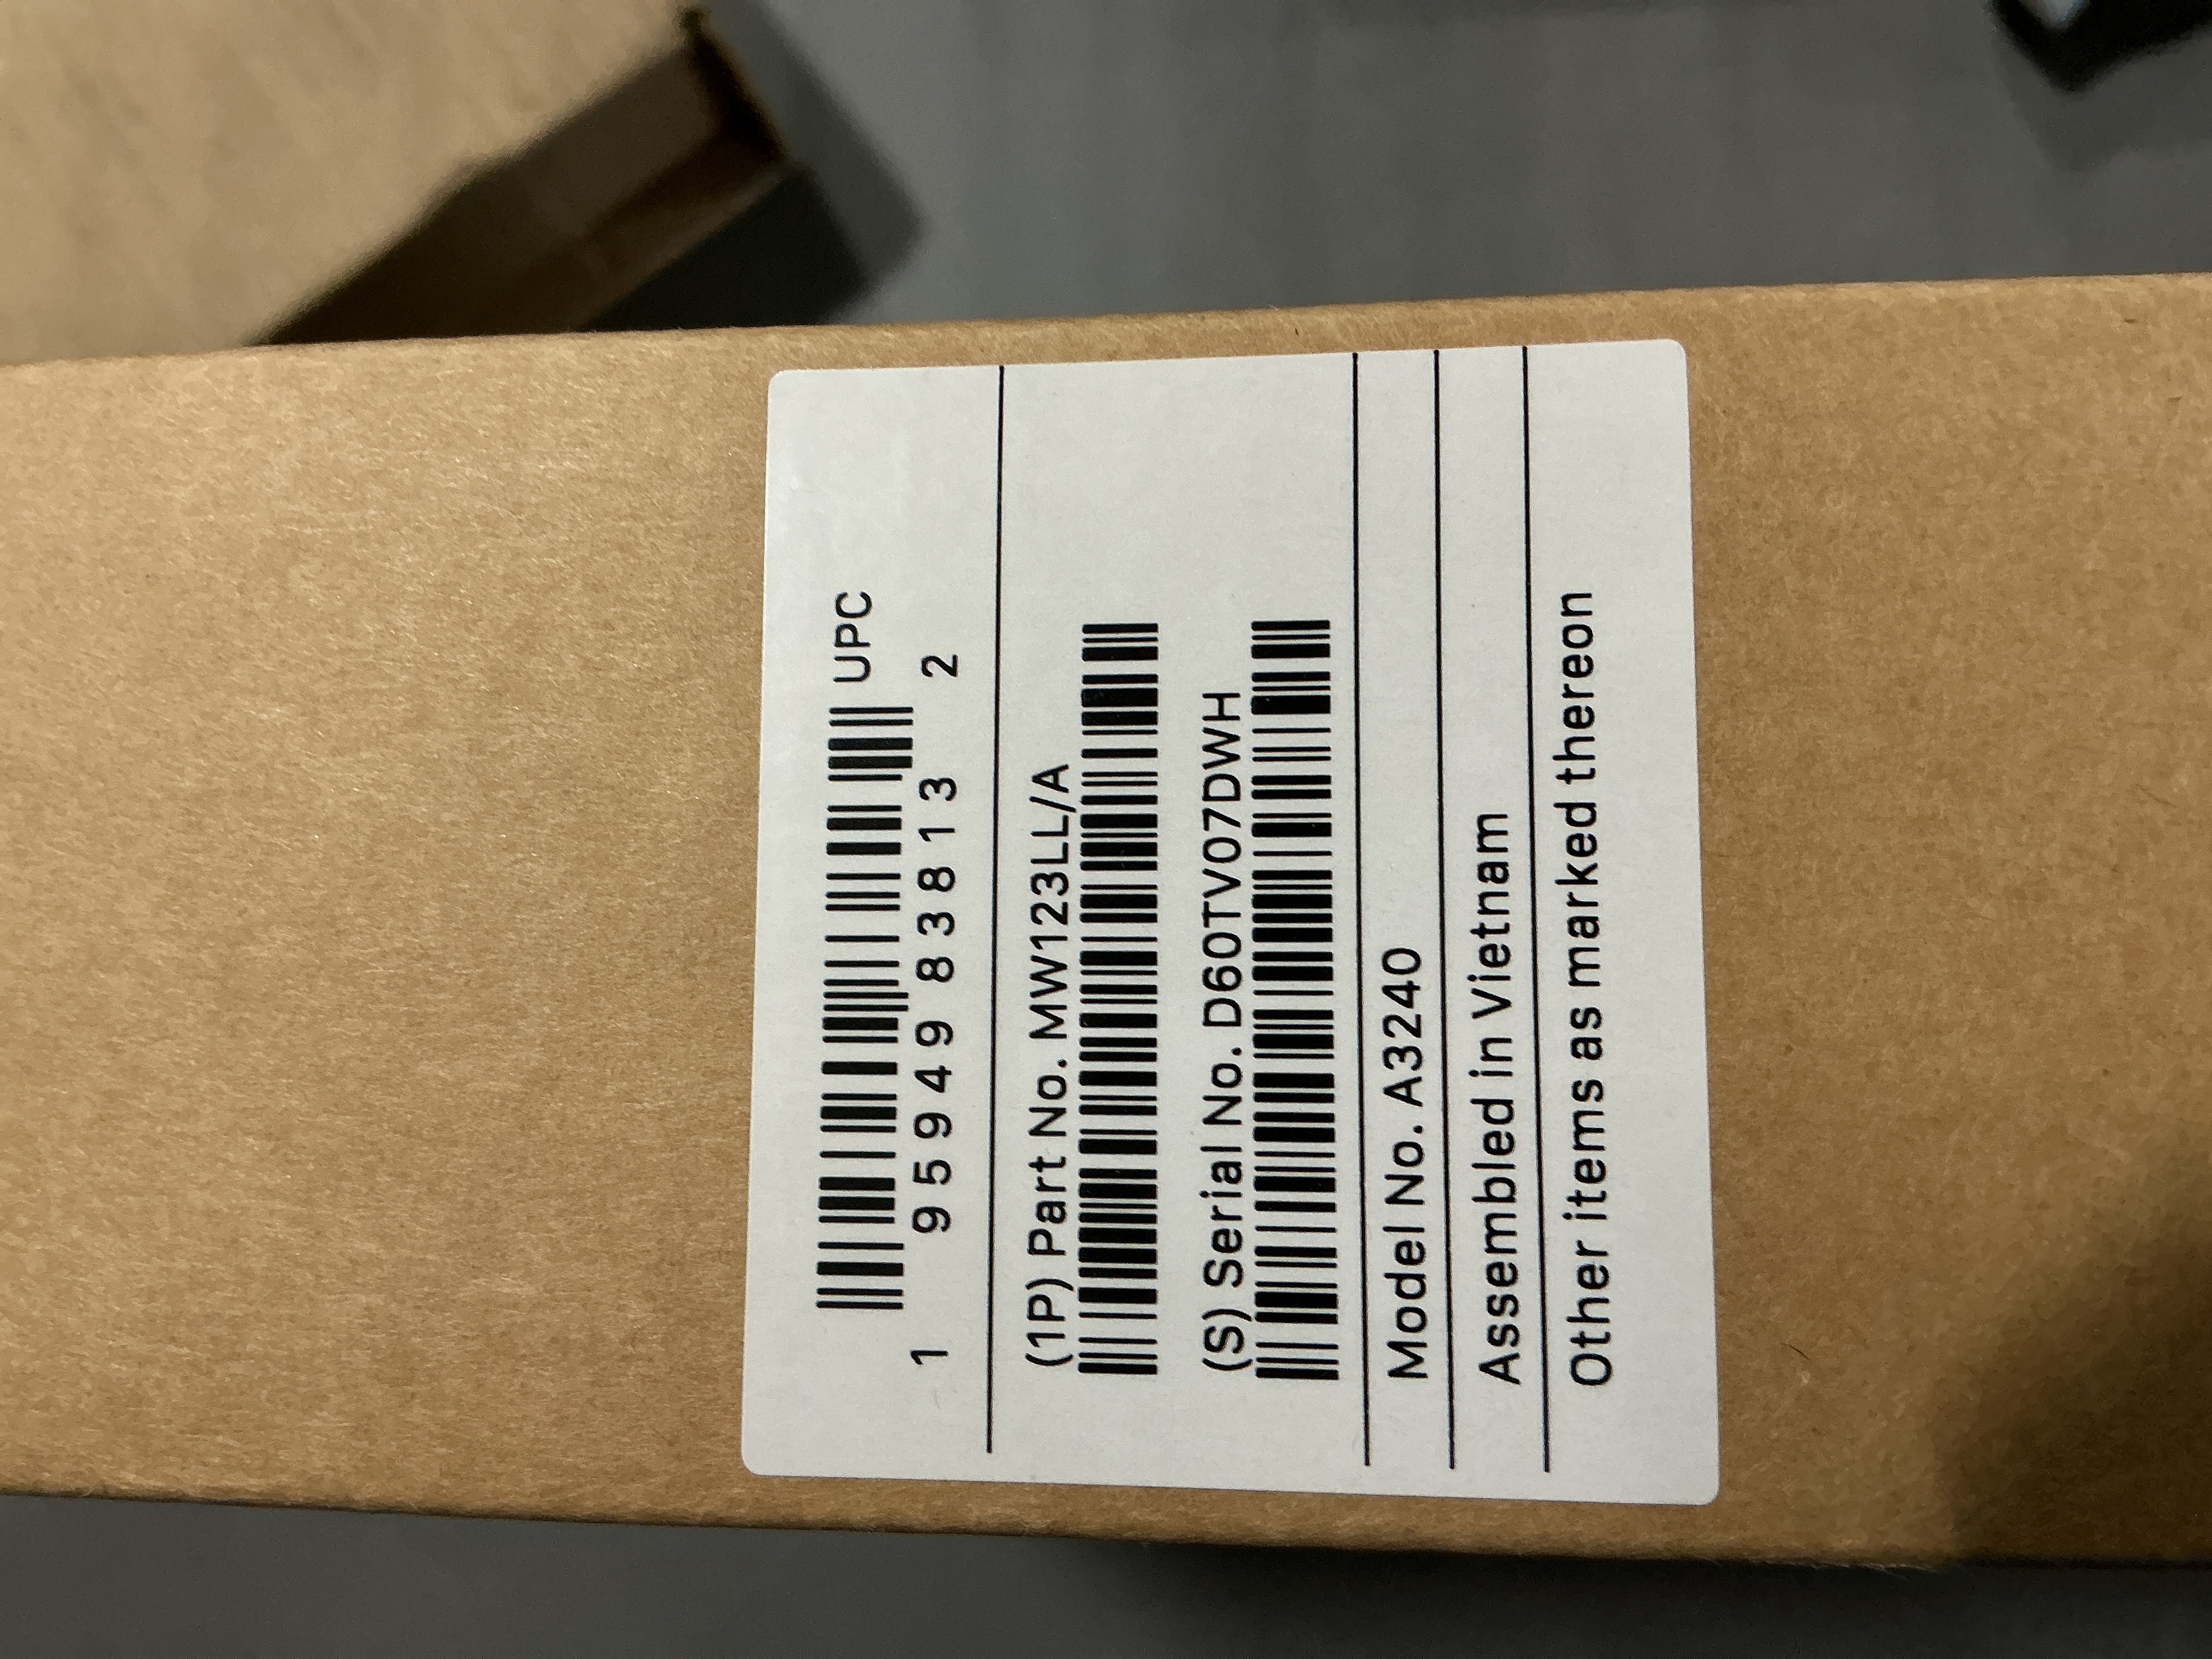 UPC
1 95949 83813 2
(1P) Part No. MW123LL/A
(S) Serial No. D60TV07DWH
Model No. A3240
Assembled in Vietnam
Other items as marked thereon